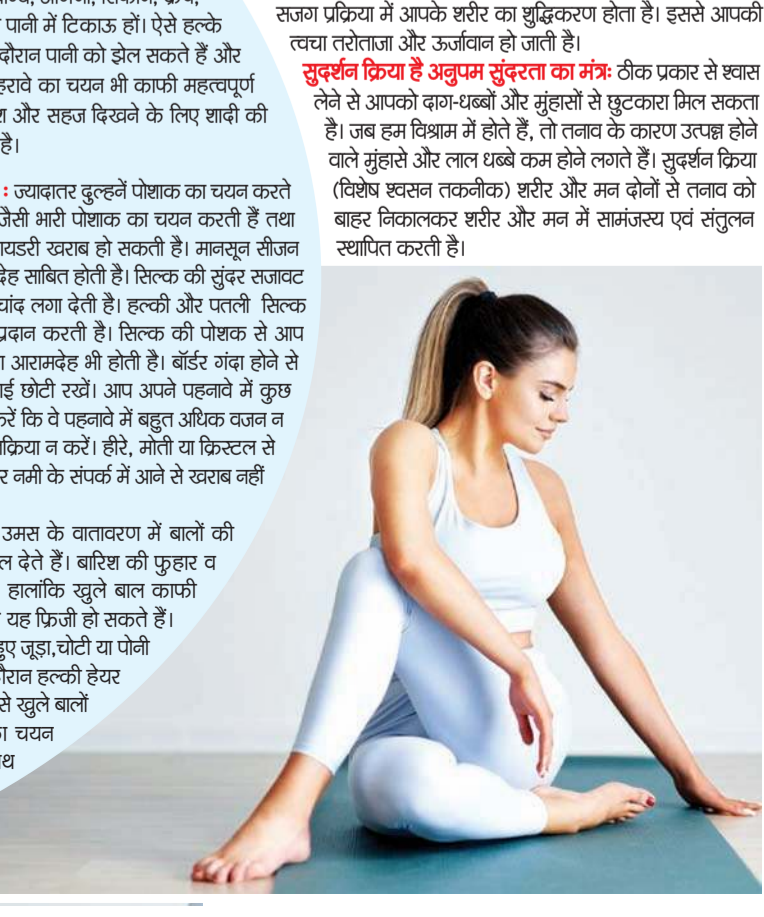 पानी में टिकाऊ हों। ऐसे हल्के
दौरान पानी को झेल सकते हैं और
का चयन भी काफी महत्वपूर्ण
और सहज दिखने के लिए शादी की
है।
: ज्यादातर दुल्हनें पोशाक का चयन करते
जैसी भारी पोशाक का चयन करती हैं तथा
खराब हो सकती है। मानसून सीजन
साबित होती है। सिल्क की सुंदर सजावट
चांद लगा देती है। हल्की और पतली सिल्क
प्रदान करती है। सिल्क की पोशक से आप
आरामदेह भी होती है। बॉर्डर गंदा होने से
छोटी रखें। आप अपने पहनावे में कुछ
करें कि वे पहनावे में बहुत अधिक वजन न
न करें। हीरे, मोती या क्रिस्टल से
नमी के संपर्क में आने से खराब नहीं
उमस के वातावरण में बालों की
देते हैं। बारिश की फुहार व
हालांकि खुले बाल काफी
यह फ्रिजी हो सकते हैं।
जूड़ा,चोटी या पोनी
दौरान हल्की हेयर
से खुले बालों
चयन
सजग प्रक्रिया में आपके शरीर का शुद्धिकरण होता है। इससे आपकी
त्वचा तरोताजा और ऊर्जावान हो जाती है।
सुदर्शन क्रिया है अनुपम सुंदरता का मंत्रः ठीक प्रकार से श्वास
लेने से आपको दाग-धब्बों और मुंहासों से छुटकारा मिल सकता
है। जब हम विश्राम में होते हैं, तो तनाव के कारण उत्पन्न होने
वाले मुंहासे और लाल धब्बे कम होने लगते हैं। सुदर्शन क्रिया
(विशेष श्वसन तकनीक) शरीर और मन दोनों से तनाव को
बाहर निकालकर शरीर और मन में सामंजस्य एवं संतुलन
स्थापित करती है।